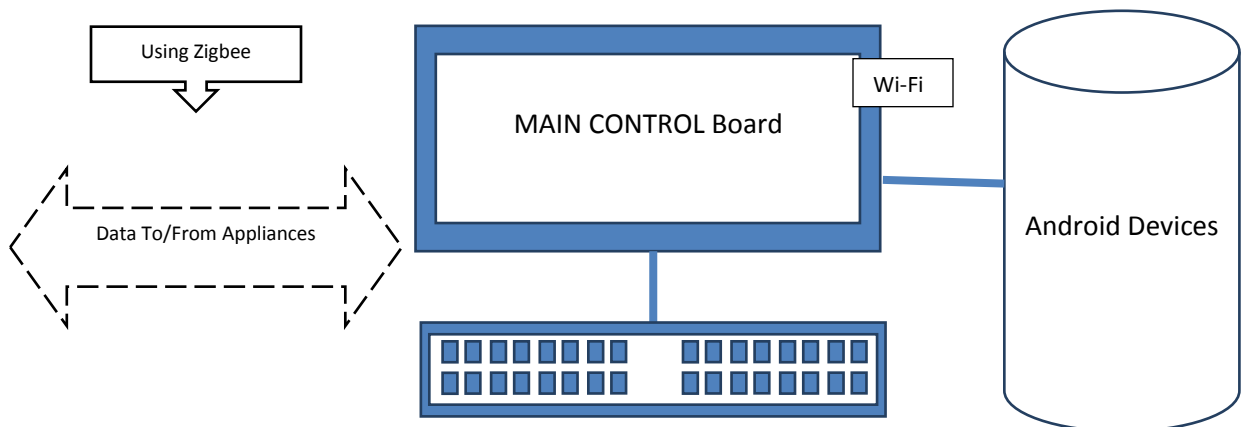 Using Zigbee
Wi-Fi
MAIN CONTROL Board
Data To/From Appliances
Android Devices